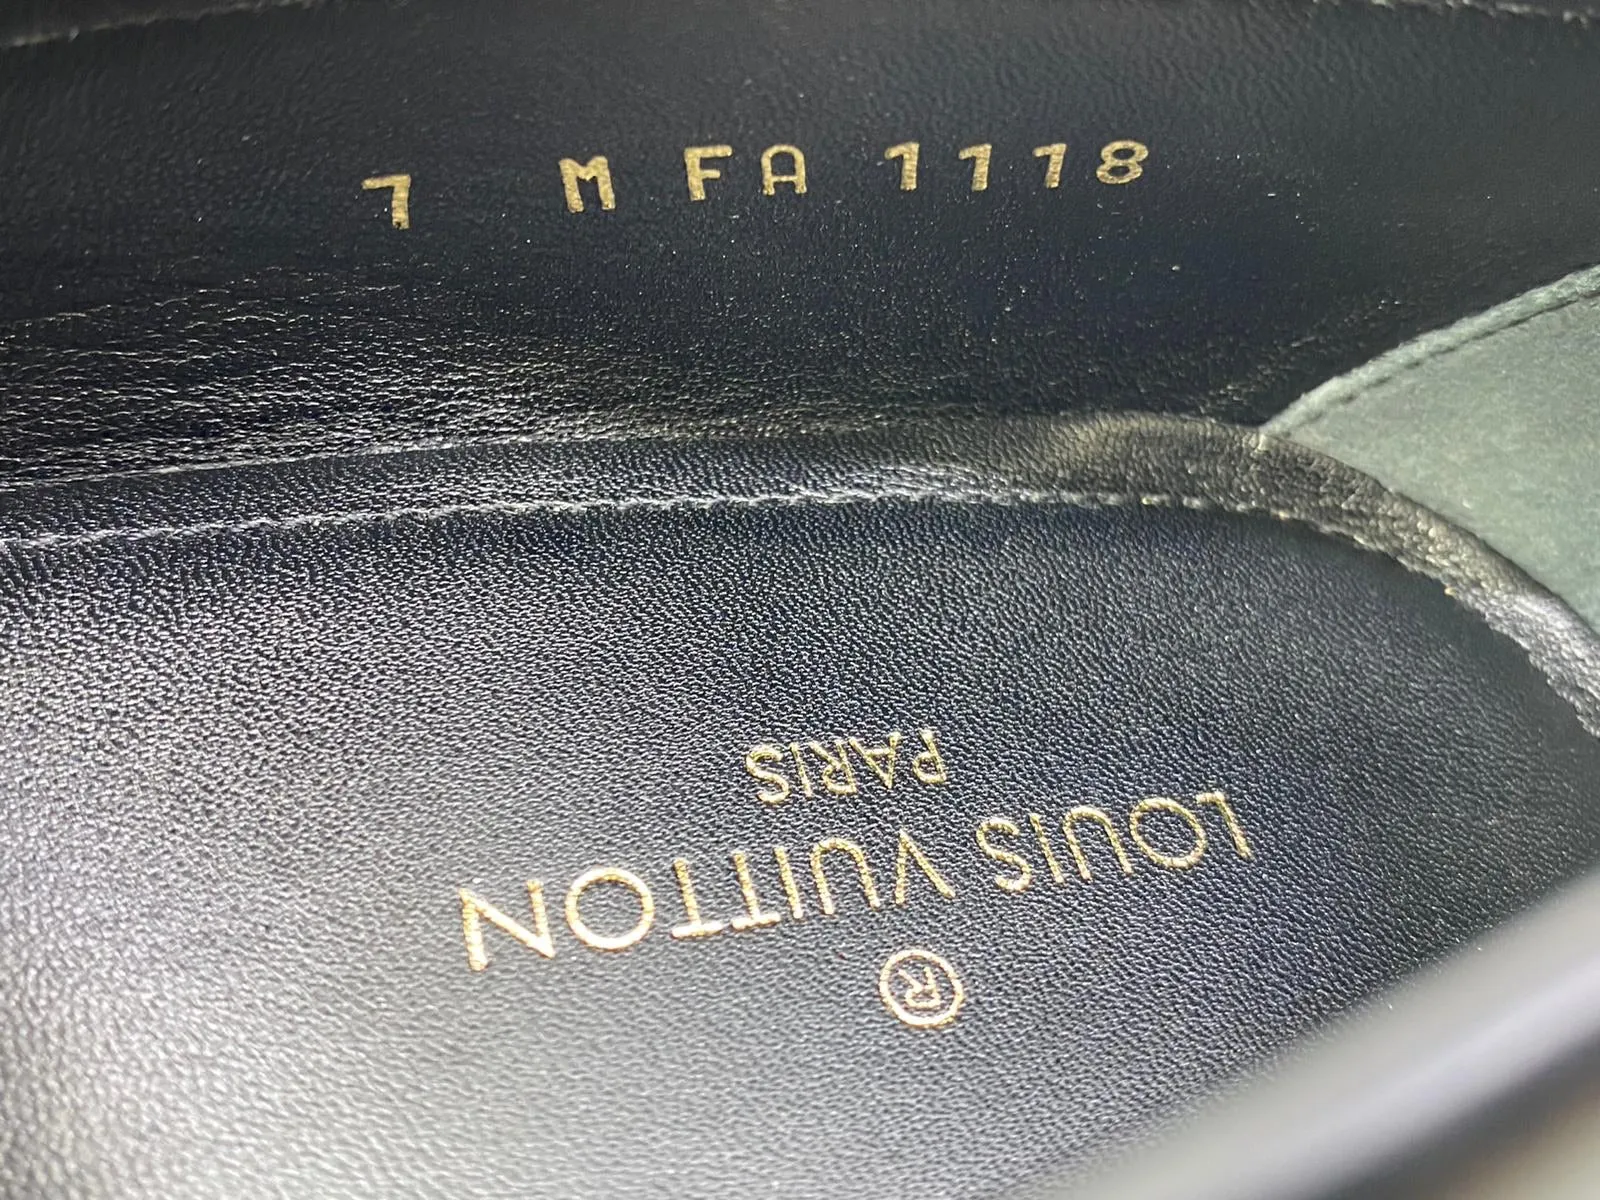 7 M FA 1118
LOUIS VUITTON
PARIS
®